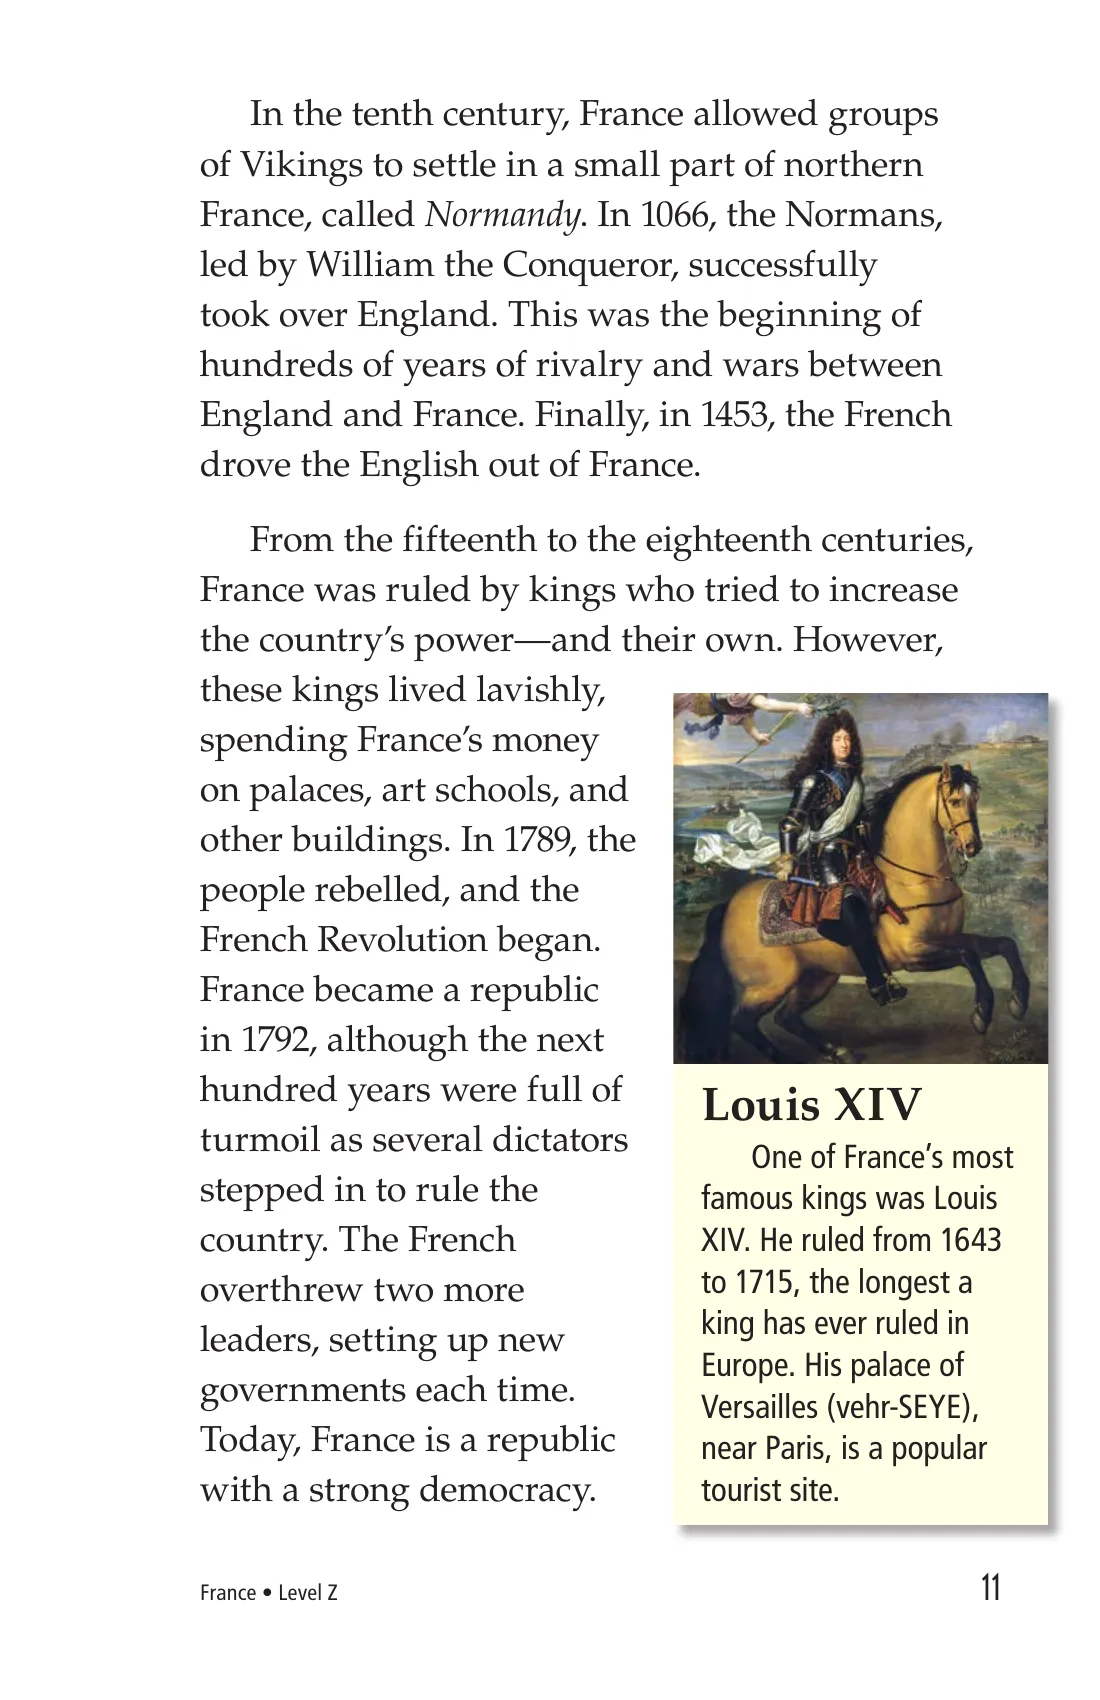 In the tenth century, France allowed groups
of Vikings to settle in a small part of northern
France, called Normandy. In 1066, the Normans,
led by William the Conqueror, successfully
took over England. This was the beginning of
hundreds of years of rivalry and wars between
England and France. Finally, in 1453, the French
drove the English out of France.
From the fifteenth to the eighteenth centuries,
France was ruled by kings who tried to increase
the country’s power—and their own. However,
these kings lived lavishly,
spending France’s money
on palaces, art schools, and
other buildings. In 1789, the
people rebelled, and the
French Revolution began.
France became a republic
in 1792, although the next
hundred years were full of
turmoil as several dictators
stepped in to rule the
country. The French
overthrew two more
leaders, setting up new
governments each time.
Today, France is a republic
with a strong democracy.
Louis XIV
One of France’s most
famous kings was Louis
XIV. He ruled from 1643
to 1715, the longest a
king has ever ruled in
Europe. His palace of
Versailles (vehr-SEYE),
near Paris, is a popular
tourist site.
France • Level Z
11